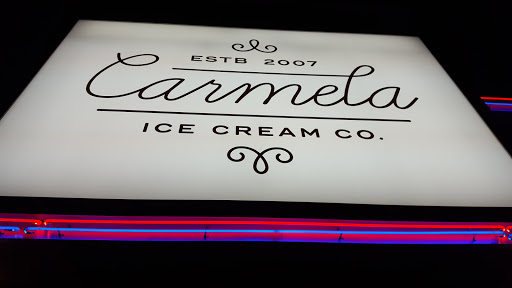 ESTB 2007
Carmela
ICE CREAM CO.